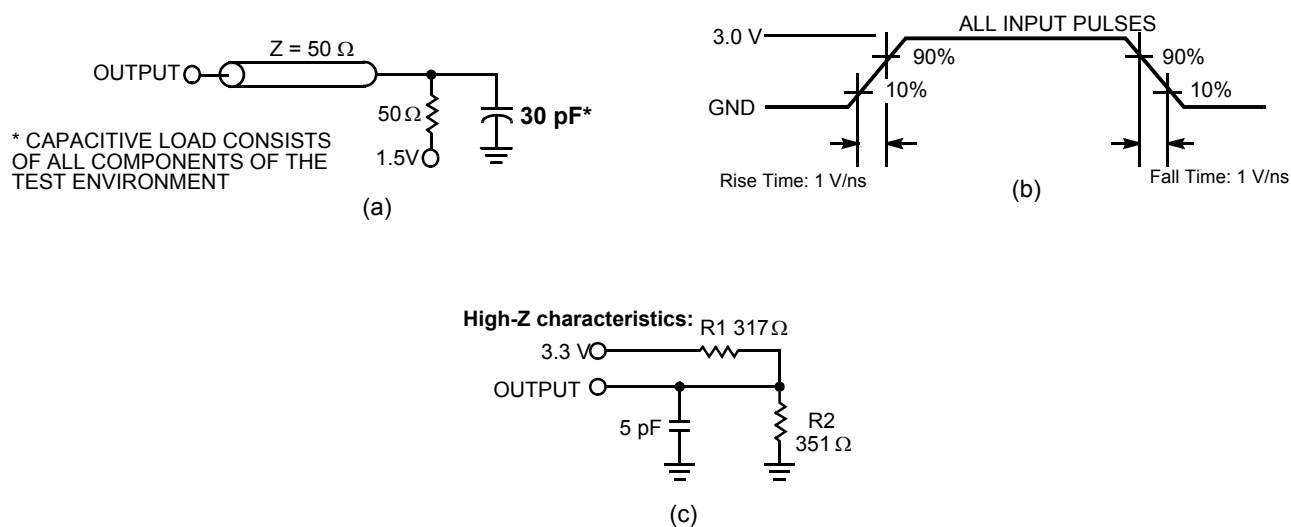 Z = 50 Ω
OUTPUT
50 Ω
30 pF*
1.5V
* CAPACITIVE LOAD CONSISTS
OF ALL COMPONENTS OF THE
TEST ENVIRONMENT
(a)
ALL INPUT PULSES
3.0 V
90%
10%
GND
90%
10%
Rise Time: 1 V/ns
Fall Time: 1 V/ns
(b)
High-Z characteristics:
R1 317 Ω
3.3 V
OUTPUT
5 pF
R2
351 Ω
(c)